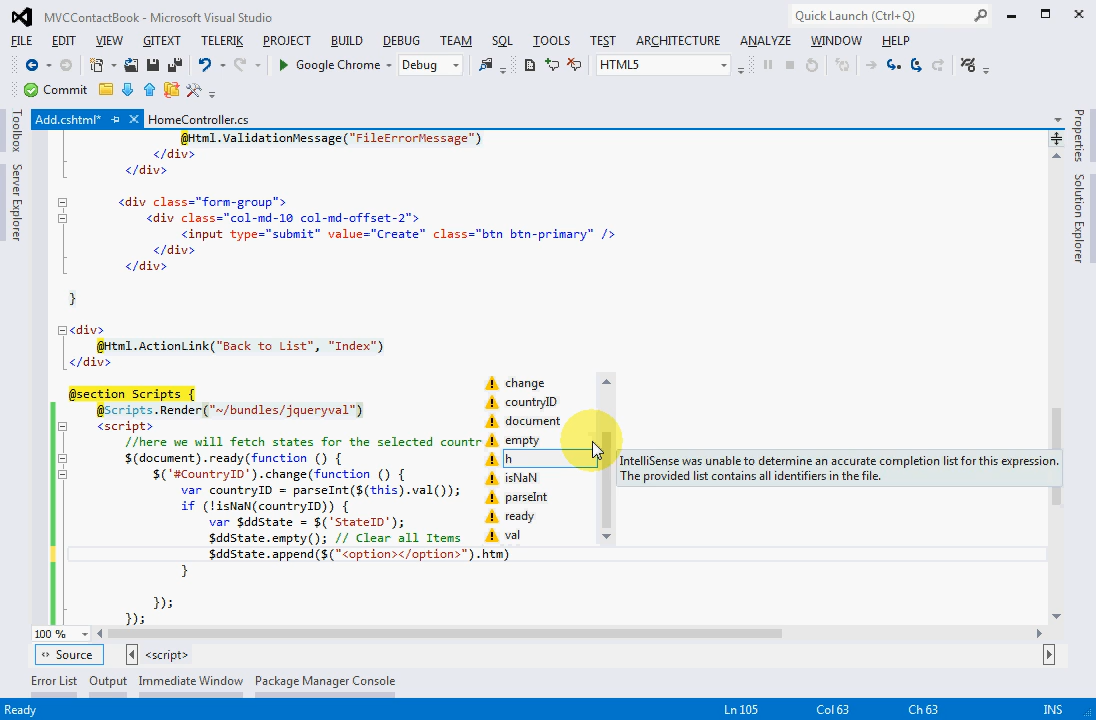 MVCContactBook - Microsoft Visual Studio
Quick Launch (Ctrl+Q)
FILE EDIT VIEW GITEXT TELERIK PROJECT BUILD DEBUG TEAM SQL TOOLS TEST ARCHITECTURE ANALYZE WINDOW HELP
Google Chrome Debug HTML5
Commit
Add.cshtml* HomeController.cs
Toolbox
Server Explorer
Properties
Solution Explorer
@Html.ValidationMessage("FileErrorMessage")
</div>
</div>
<div class="form-group">
<div class="col-md-10 col-md-offset-2">
<input type="submit" value="Create" class="btn btn-primary" />
</div>
</div>
}
<div>
@Html.ActionLink("Back to List", "Index")
</div>
@section Scripts {
@Scripts.Render("~/bundles/jqueryval")
<script>
//here we will fetch states for the selected countr
$(document).ready(function () {
$('#CountryID').change(function () {
var countryID = parseInt($(this).val());
if (!isNaN(countryID)) {
var $ddState = $('StateID');
$ddState.empty(); // Clear all Items
$ddState.append($("<option></option>").htm)
}
});
});
change
countryID
document
empty
h
isNaN
parseInt
ready
val
IntelliSense was unable to determine an accurate completion list for this expression.
The provided list contains all identifiers in the file.
100 %
Source <script>
Error List Output Immediate Window Package Manager Console
Ready Ln 105 Col 63 Ch 63 INS